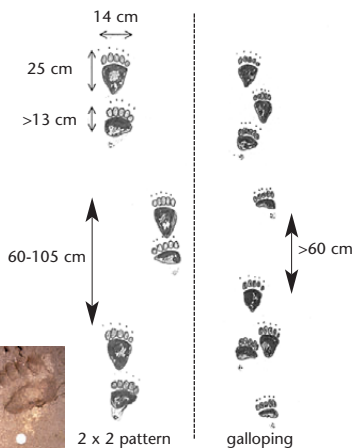 14 cm
25 cm
>13 cm
60-105 cm
>60 cm
2 x 2 pattern
galloping